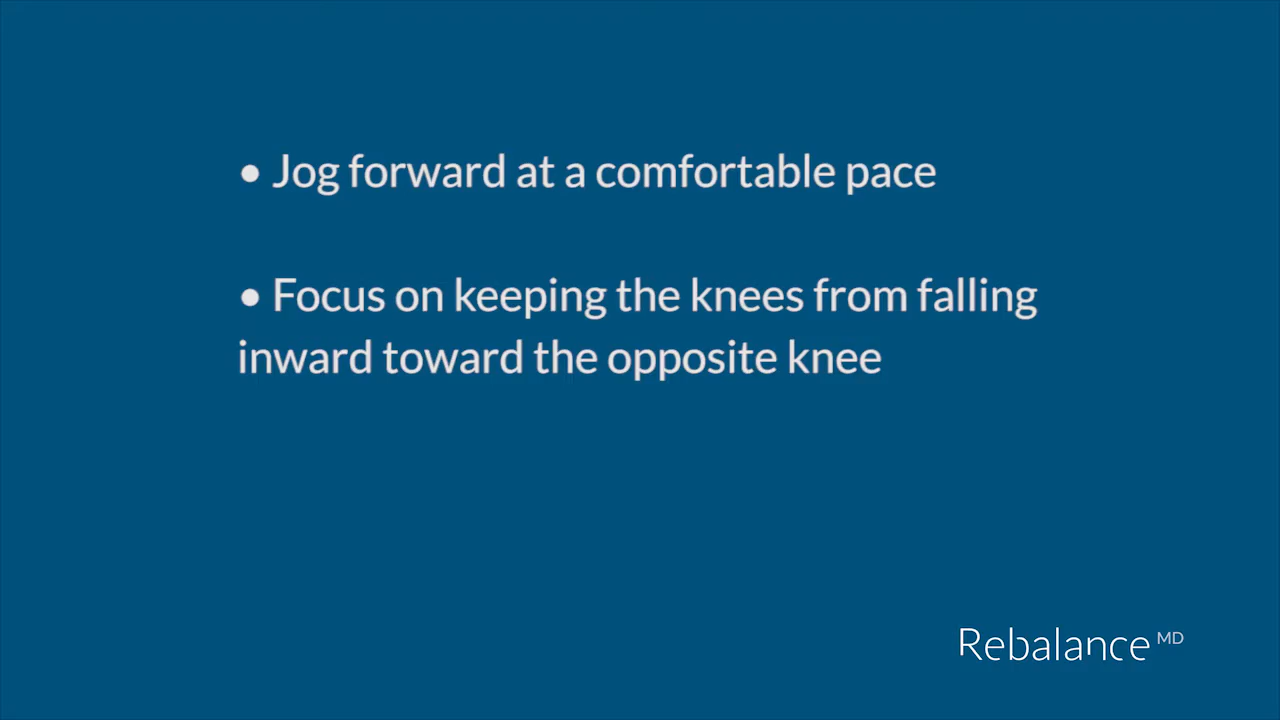 • Jog forward at a comfortable pace
• Focus on keeping the knees from falling
inward toward the opposite knee
Rebalance MD